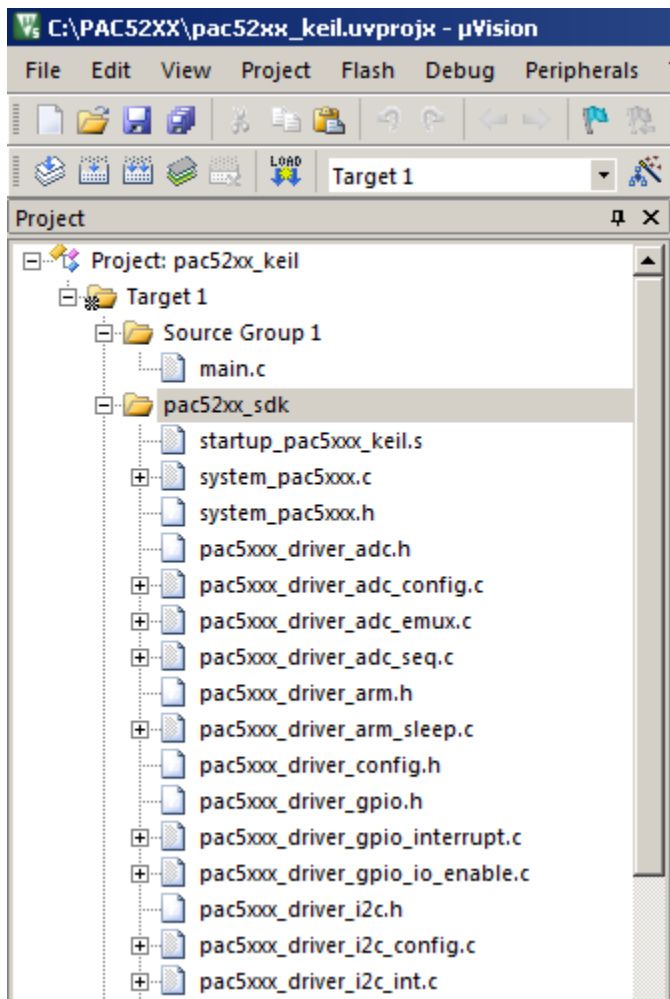 C:\PAC52XX\pac52xx_keil.uvprojx - µVision
File Edit View Project Flash Debug Peripherals
LOAD Target 1
Project
Project: pac52xx_keil
Target 1
Source Group 1
main.c
pac52xx_sdk
startup_pac5xxx_keil.s
system_pac5xxx.c
system_pac5xxx.h
pac5xxx_driver_adc.h
pac5xxx_driver_adc_config.c
pac5xxx_driver_adc_emux.c
pac5xxx_driver_adc_seq.c
pac5xxx_driver_arm.h
pac5xxx_driver_arm_sleep.c
pac5xxx_driver_config.h
pac5xxx_driver_gpio.h
pac5xxx_driver_gpio_interrupt.c
pac5xxx_driver_gpio_io_enable.c
pac5xxx_driver_i2c.h
pac5xxx_driver_i2c_config.c
pac5xxx_driver_i2c_int.c